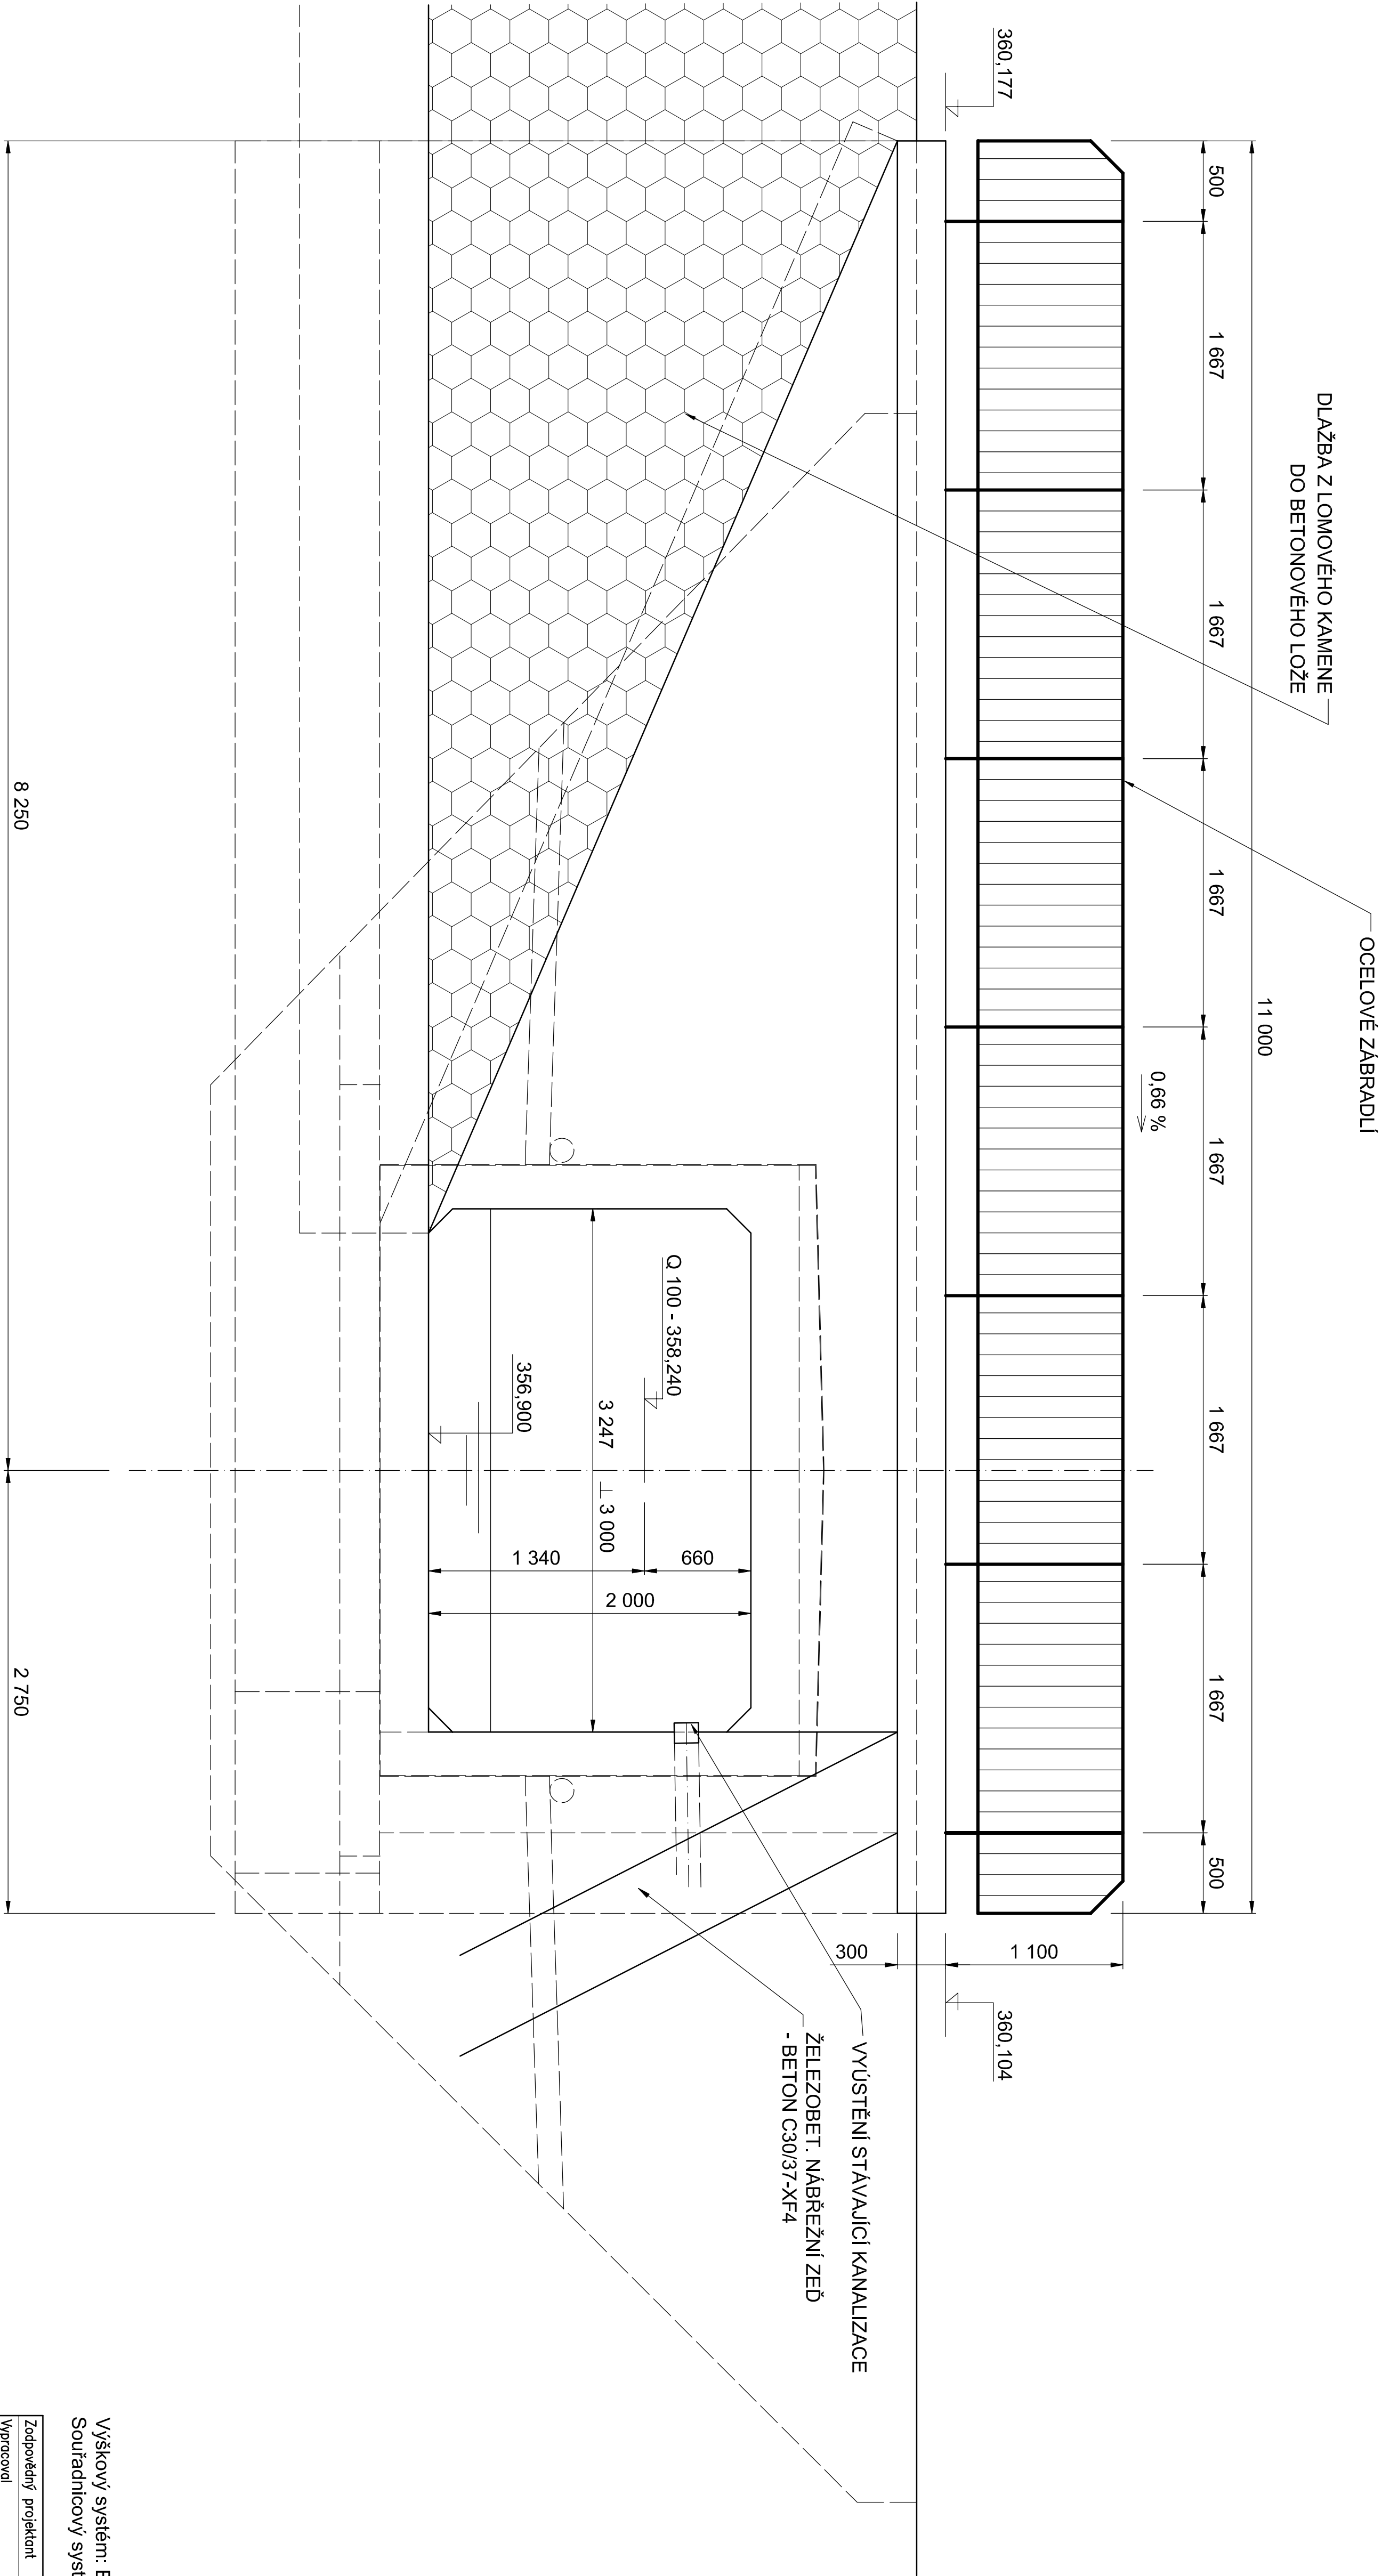 OCELOVÉ ZÁBRADLÍ
DLAŽBA Z LOMOVÉHO KAMENE
DO BETONOVÉHO LOŽE
11 000
500
1 667
1 667
1 667
1 667
1 667
1 667
500
0,66 %
360,177
360,104
1 100
300
VYÚSTĚNÍ STÁVAJÍCÍ KANALIZACE
ŽELEZOBET. NÁBŘEŽNÍ ZEĎ
- BETON C30/37-XF4
Q 100 - 358,240
660
3 247 ⊥ 3 000
1 340
2 000
356,900
8 250
2 750
Výškový systém:
Souřadnicový
Zodpovědný projektant
Vypracoval